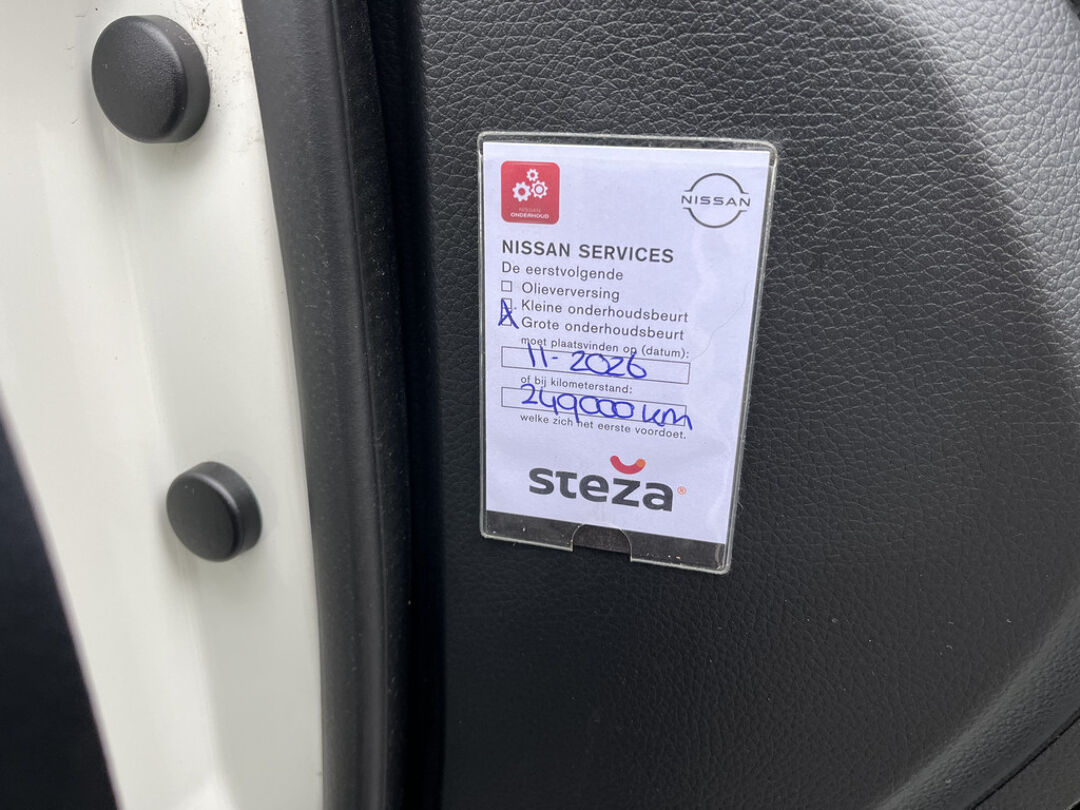 NISSAN
ONDERHOUD
NISSAN
NISSAN SERVICES
De eerstvolgende
Olieverversing
Kleine onderhoudsbeurt
Grote onderhoudsbeurt
moet plaatsvinden op (datum):
11-2026
of bij kilometerstand:
249000 km
welke zich het eerste voordoet.
steža®